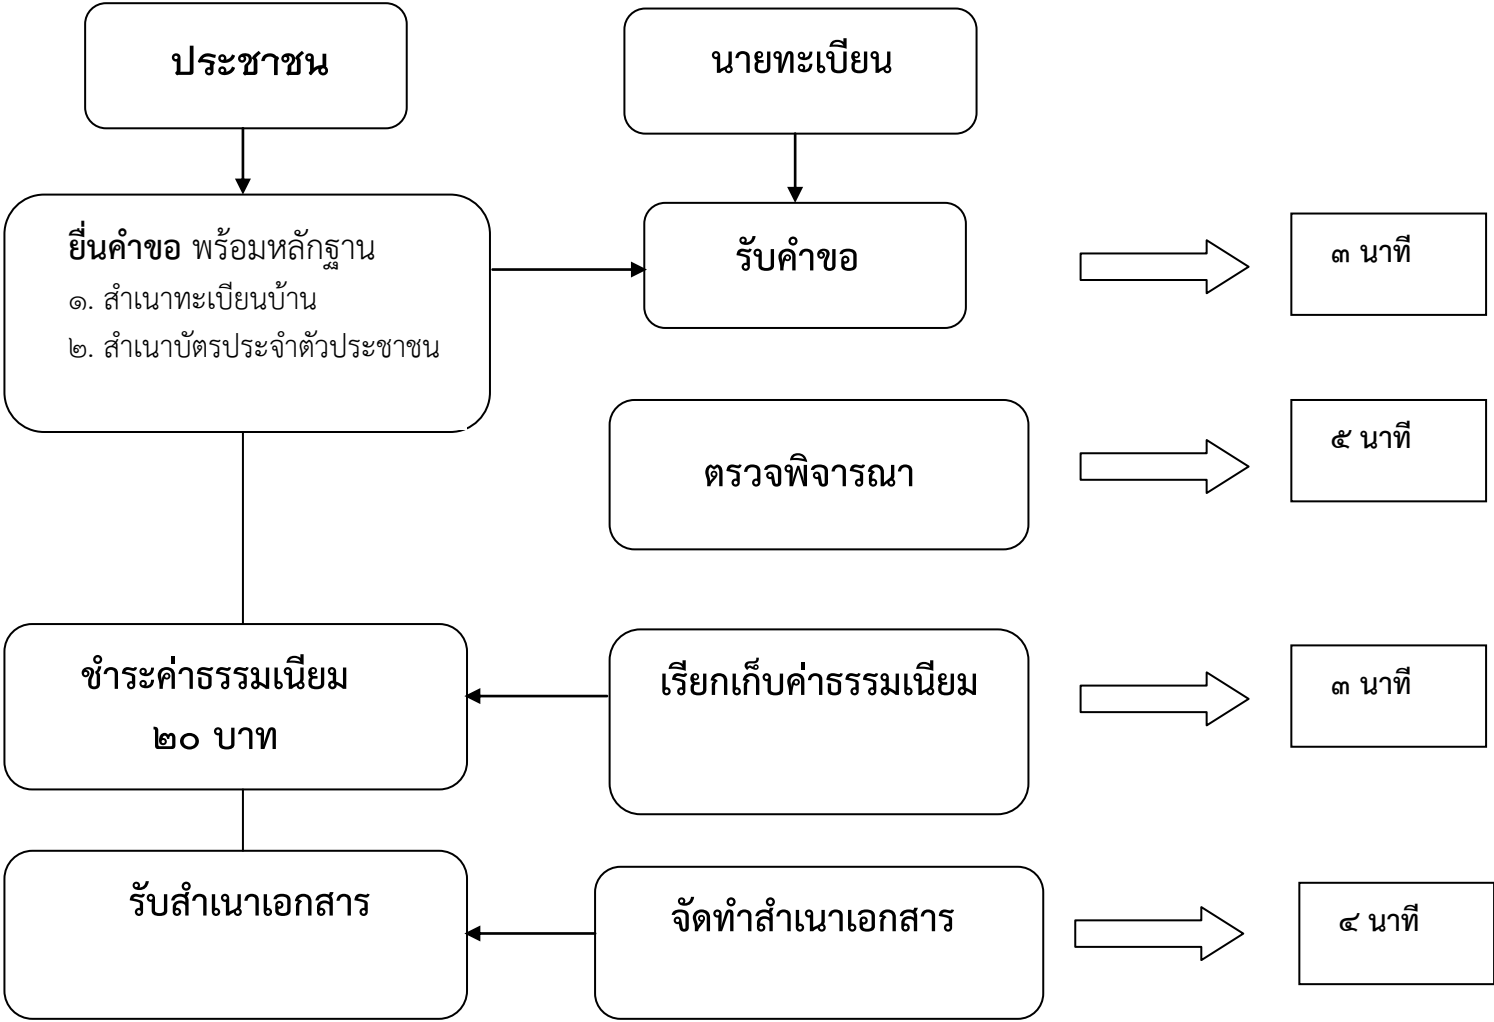 ประชาชน
นายทะเบียน
ยื่นคำขอ พร้อมหลักฐาน
๑. สำเนาทะเบียนบ้าน
๒. สำเนาบัตรประจำตัวประชาชน
รับคำขอ
๓ นาที
ตรวจพิจารณา
๕ นาที
ชำระค่าธรรมเนียม
๒๐ บาท
เรียกเก็บค่าธรรมเนียม
๓ นาที
รับสำเนาเอกสาร
จัดทำสำเนาเอกสาร
๔ นาที